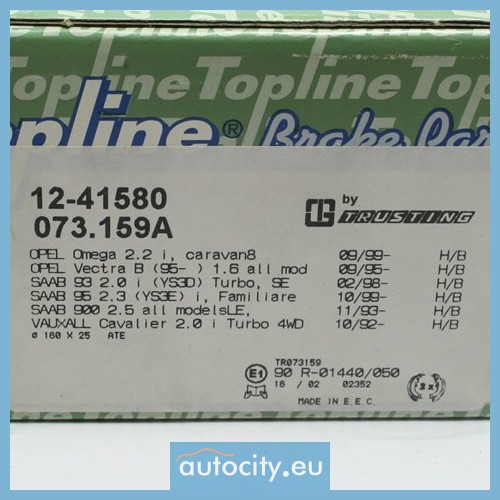 Topline Topline Topline
Topline® Brake Par
12-41580
073.159A
by
TRUSTING
OPEL Omega 2.2 i, caravan8 09/99- H/B
OPEL Vectra B (95- ) 1.6 all mod 09/95- H/B
SAAB 93 2.0 i (YS3D) Turbo, SE 02/98- H/B
SAAB 95 2.3 (YS3E) i, Familiare 10/99- H/B
SAAB 900 2.5 all modelsLE, 11/93- H/B
VAUXALL Cavalier 2.0 i Turbo 4WD 10/92- H/B
ø 160 X 25 ATE
TR073159
E1 90 R-01440/050
16 / 02 02352
2x
MADE IN E.E.C.
autocity.eu